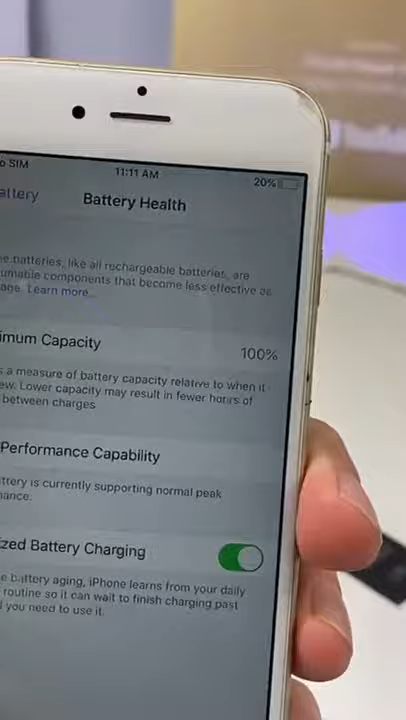 o SIM 11:11 AM 20%
attery Battery Health
e batteries, like all rechargeable batteries, are
umable components that become less effective as
age. Learn more...
mum Capacity 100%
s a measure of battery capacity relative to when it
ew. Lower capacity may result in fewer hours of
between charges
Performance Capability
ttery is currently supporting normal peak
mance.
zed Battery Charging
e battery aging, iPhone learns from your daily
routine so it can wait to finish charging past
you need to use it.